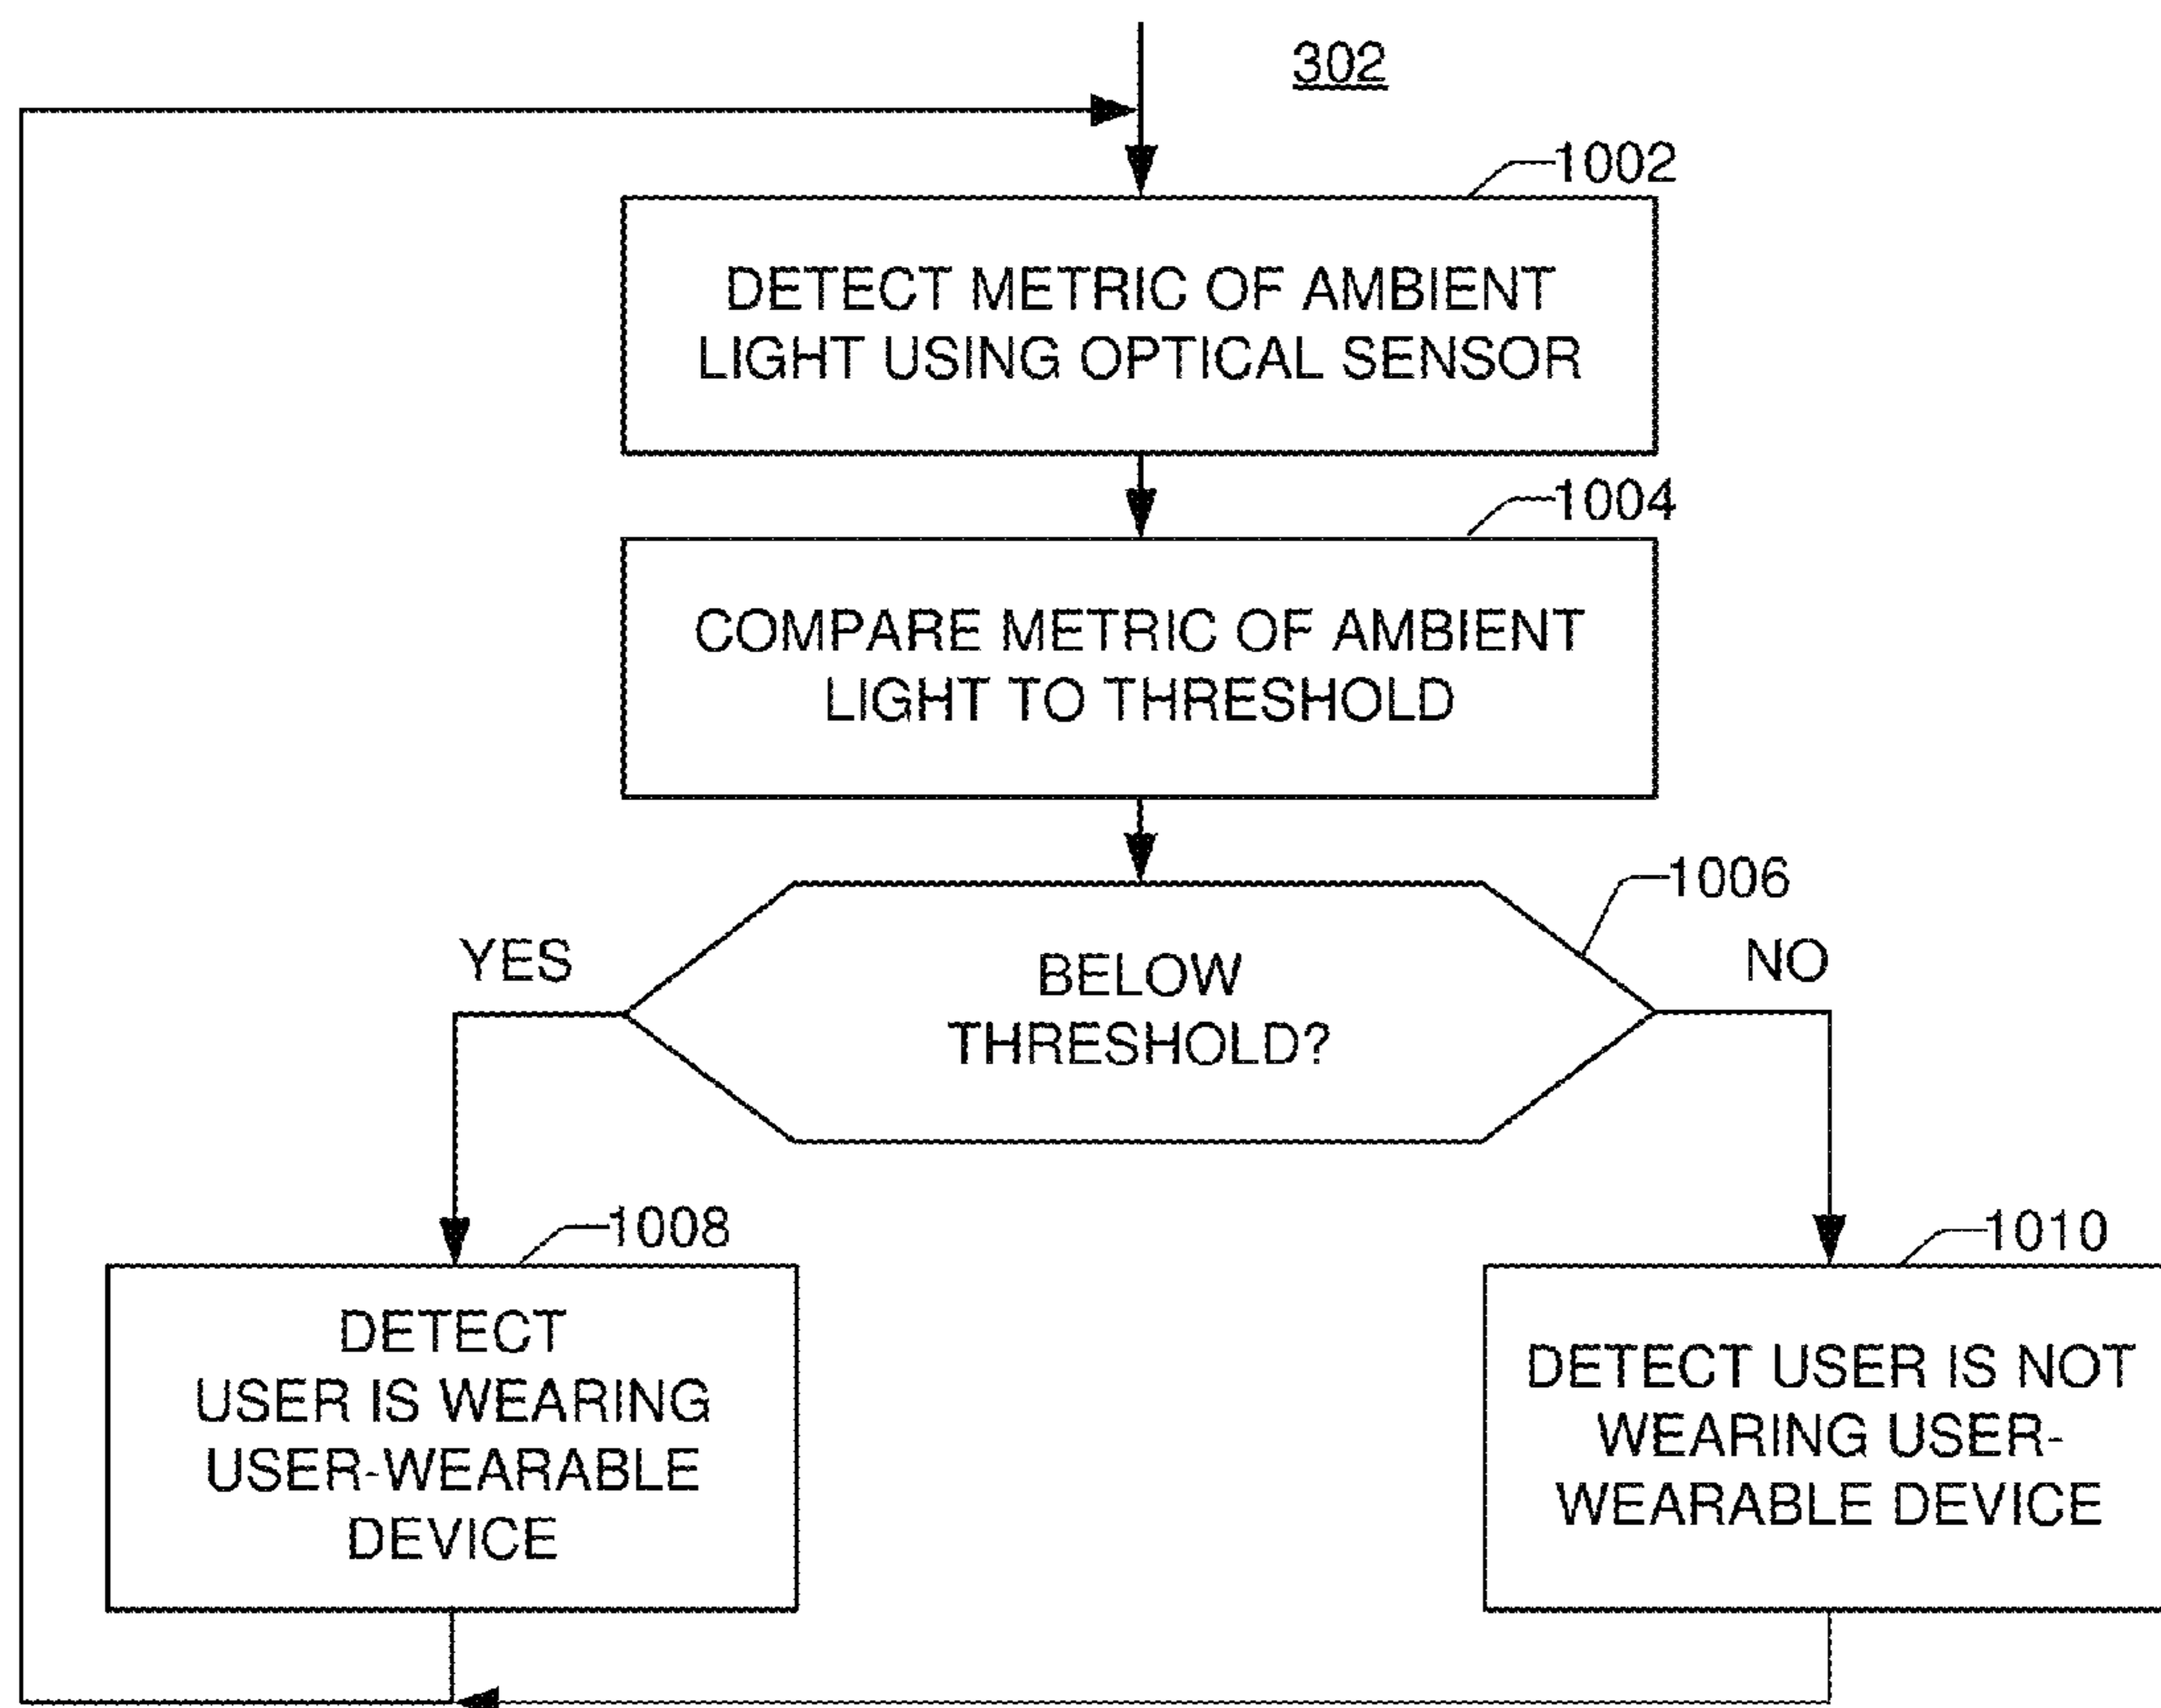 302
1002
DETECT METRIC OF AMBIENT
LIGHT USING OPTICAL SENSOR
1004
COMPARE METRIC OF AMBIENT
LIGHT TO THRESHOLD
1006
YES
NO
BELOW
THRESHOLD?
1008
DETECT
USER IS WEARING
USER-WEARABLE
DEVICE
1010
DETECT USER IS NOT
WEARING USER-
WEARABLE DEVICE